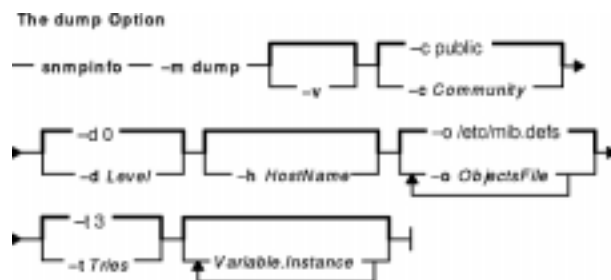 The dump Option
–c public
snmpinfo –m dump
–v –c Community
–d 0 –o /etc/mib.defs
–d Level –h HostName –o ObjectsFile
–t 3
–t Tries Variable.Instance